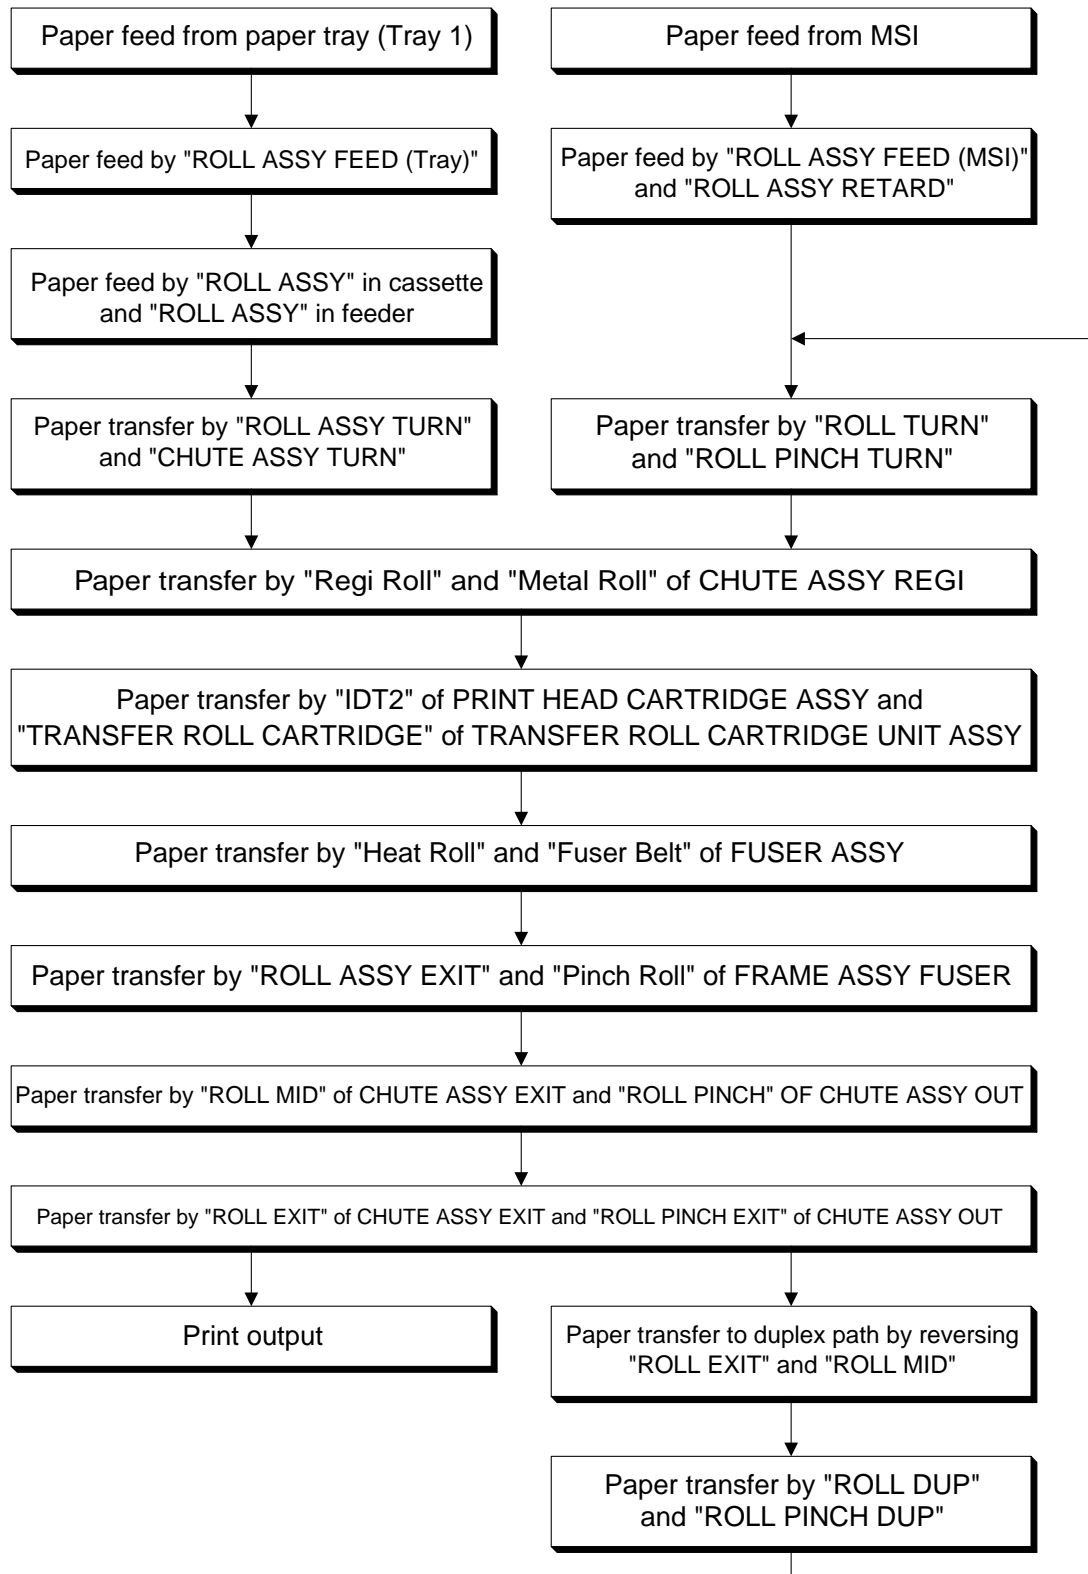 Paper feed from paper tray (Tray 1)
Paper feed from MSI
Paper feed by "ROLL ASSY FEED (Tray)"
Paper feed by "ROLL ASSY FEED (MSI)"
and "ROLL ASSY RETARD"
Paper feed by "ROLL ASSY" in cassette
and "ROLL ASSY" in feeder
Paper transfer by "ROLL ASSY TURN"
and "CHUTE ASSY TURN"
Paper transfer by "ROLL TURN"
and "ROLL PINCH TURN"
Paper transfer by "Regi Roll" and "Metal Roll" of CHUTE ASSY REGI
Paper transfer by "IDT2" of PRINT HEAD CARTRIDGE ASSY and
"TRANSFER ROLL CARTRIDGE" of TRANSFER ROLL CARTRIDGE UNIT ASSY
Paper transfer by "Heat Roll" and "Fuser Belt" of FUSER ASSY
Paper transfer by "ROLL ASSY EXIT" and "Pinch Roll" of FRAME ASSY FUSER
Paper transfer by "ROLL MID" of CHUTE ASSY EXIT and "ROLL PINCH" OF CHUTE ASSY OUT
Paper transfer by "ROLL EXIT" of CHUTE ASSY EXIT and "ROLL PINCH EXIT" of CHUTE ASSY OUT
Print output
Paper transfer to duplex path by reversing
"ROLL EXIT" and "ROLL MID"
Paper transfer by "ROLL DUP"
and "ROLL PINCH DUP"